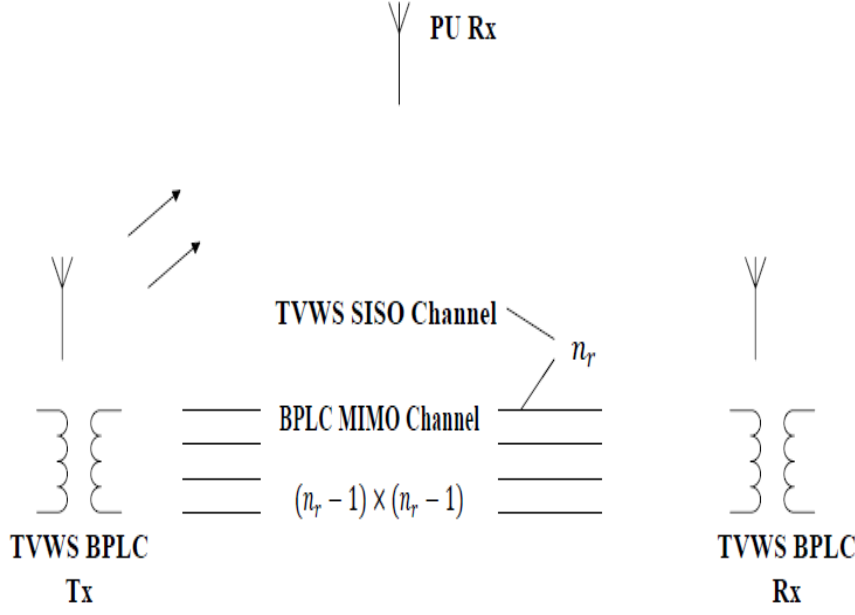 PU Rx
TVWS SISO Channel
n_r
BPLC MIMO Channel
(n_r − 1) × (n_r − 1)
TVWS BPLC
Tx
TVWS BPLC
Rx